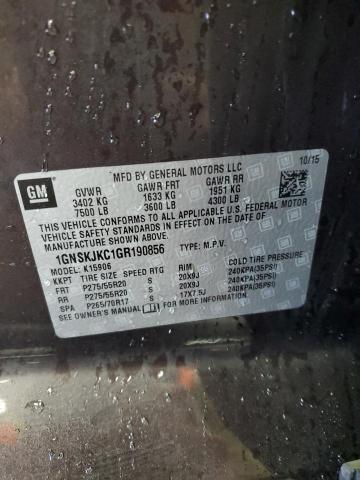 GM
MFD BY GENERAL MOTORS LLC 10/15
GVWR GAWR FRT GAWR RR
3402 KG 1633 KG 1951 KG
7500 LB 3600 LB 4300 LB
THIS VEHICLE CONFORMS TO ALL APPLICABLE U.S. FEDERAL MOTOR
VEHICLE SAFETY STANDARDS IN EFFECT ON THE DATE OF
MANUFACTURE SHOWN ABOVE.
1GNSKJKC1GR190856 TYPE: M.P.V.
MODEL: K15906
KKPT TIRE SIZE SPEED RTG RIM COLD TIRE PRESSURE
FRT P275/55R20 S 20X9J 240KPA(35PSI)
RR P275/55R20 S 20X9J 240KPA(35PSI)
SPA P265/70R17 S 17X7.5J 240KPA(35PSI)
SEE OWNER'S MANUAL FOR MORE INFORMATION.